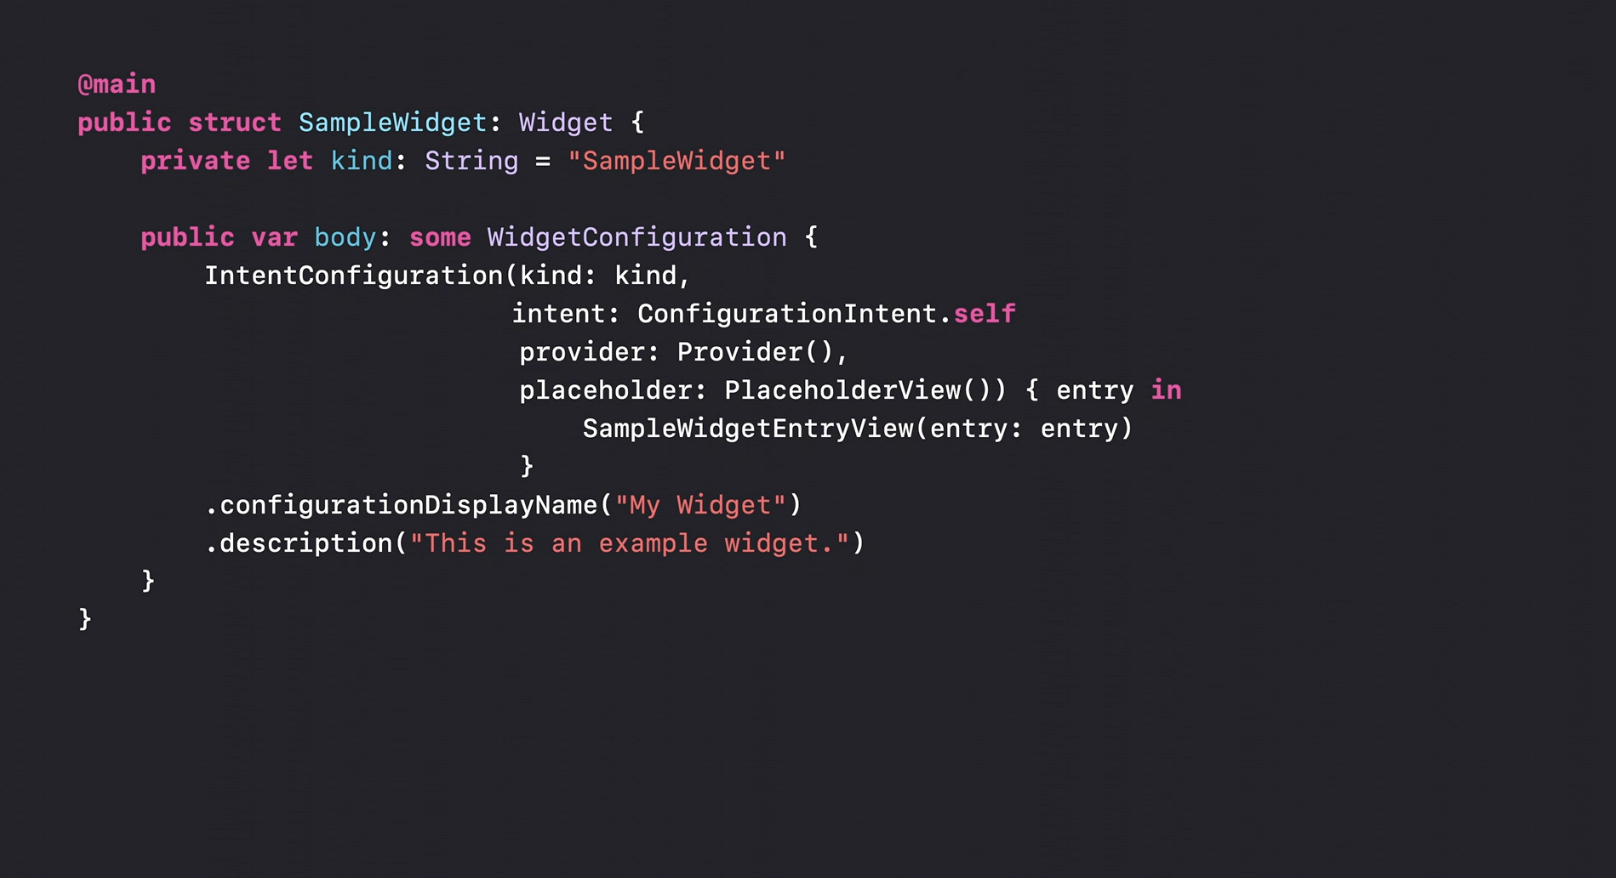 @main
public struct SampleWidget: Widget {
    private let kind: String = "SampleWidget"

    public var body: some WidgetConfiguration {
        IntentConfiguration(kind: kind,
                            intent: ConfigurationIntent.self
                            provider: Provider(),
                            placeholder: PlaceholderView()) { entry in
                                SampleWidgetEntryView(entry: entry)
                            }
        .configurationDisplayName("My Widget")
        .description("This is an example widget.")
    }
}